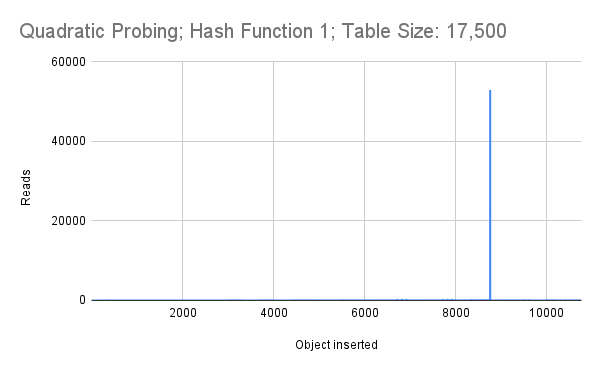 Quadratic Probing; Hash Function 1; Table Size: 17,500
60000
40000
20000
0
Reads
2000 4000 6000 8000 10000
Object inserted